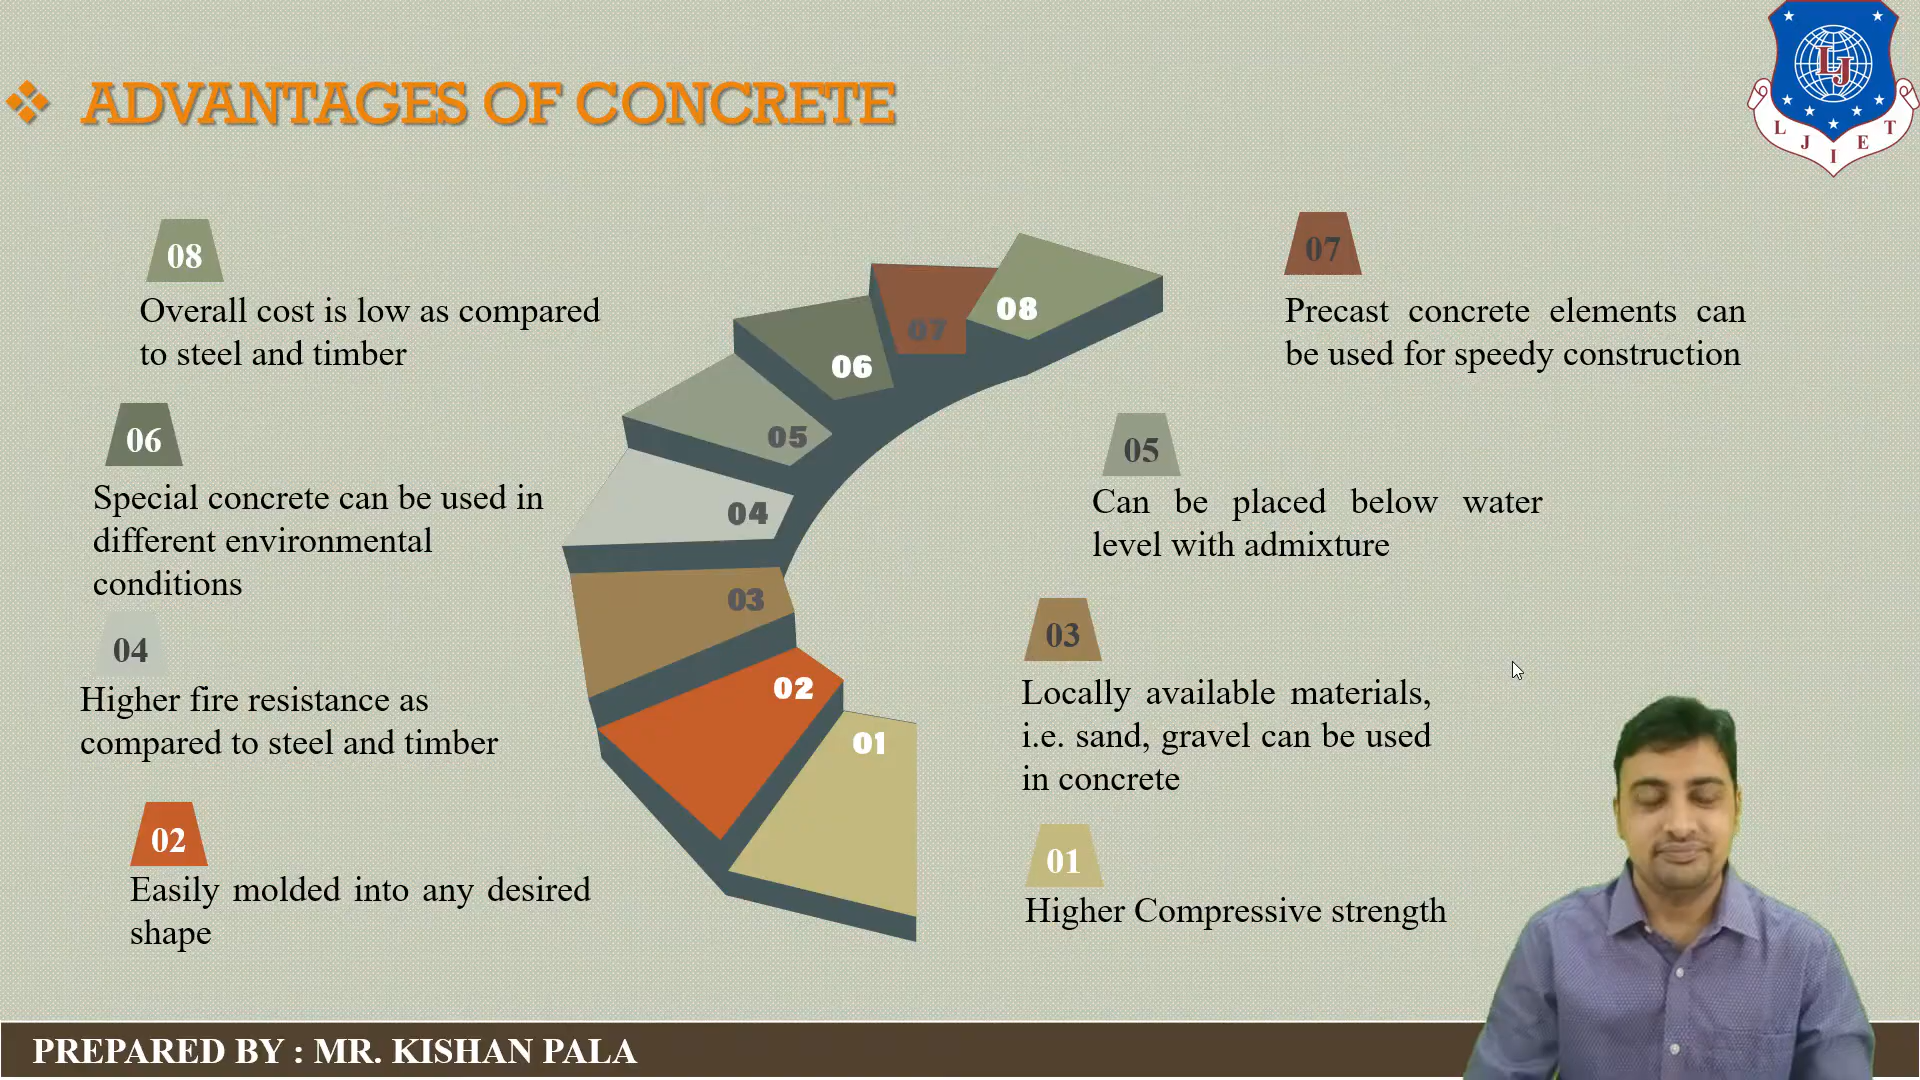 ADVANTAGES OF CONCRETE
LJ
L J I E T
08
Overall cost is low as compared
to steel and timber
06
Special concrete can be used in
different environmental
conditions
04
Higher fire resistance as
compared to steel and timber
02
Easily molded into any desired
shape
08
07
06
05
04
03
02
01
07
Precast concrete elements can
be used for speedy construction
05
Can be placed below water
level with admixture
03
Locally available materials,
i.e. sand, gravel can be used
in concrete
01
Higher Compressive strength
PREPARED BY : MR. KISHAN PALA